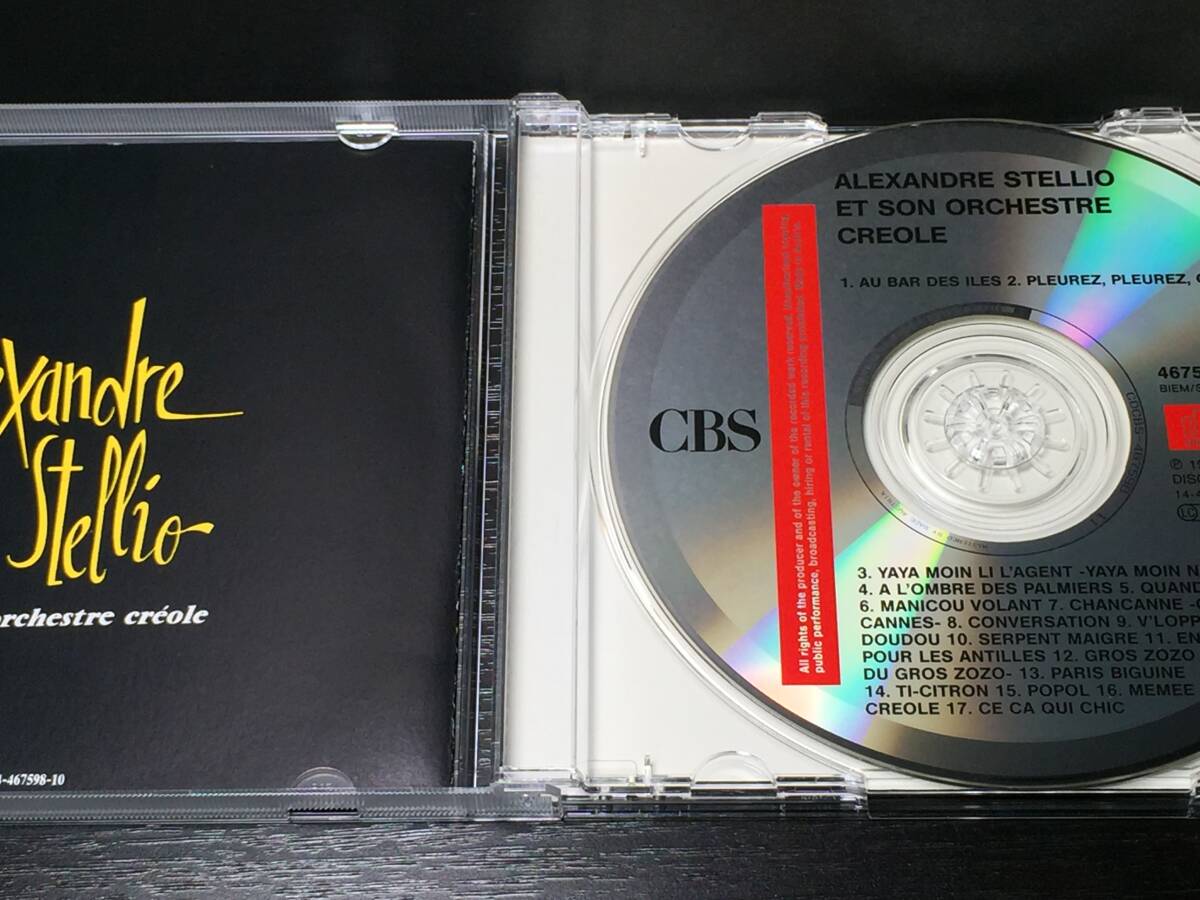 exandre
Stellio
orchestre créole
-467598-10
ALEXANDRE STELLIO
ET SON ORCHESTRE
CREOLE
1. AU BAR DES ILES 2. PLEUREZ, PLEUREZ,
CBS
All rights of the producer and of the owner of the recorded work reserved. Unauthorized copying,
public performance, broadcasting, hiring or rental of this recording prohibited.
4675
BIEM/S
DISC
14-4
3. YAYA MOIN LI L'AGENT -YAYA MOIN N
4. A L'OMBRE DES PALMIERS 5. QUAND
6. MANICOU VOLANT 7. CHANCANNE -
CANNES- 8. CONVERSATION 9. V'LOPP
DOUDOU 10. SERPENT MAIGRE 11. EN
POUR LES ANTILLES 12. GROS ZOZO
DU GROS ZOZO- 13. PARIS BIGUINE
14. TI-CITRON 15. POPOL 16. MEMEE
CREOLE 17. CE CA QUI CHIC